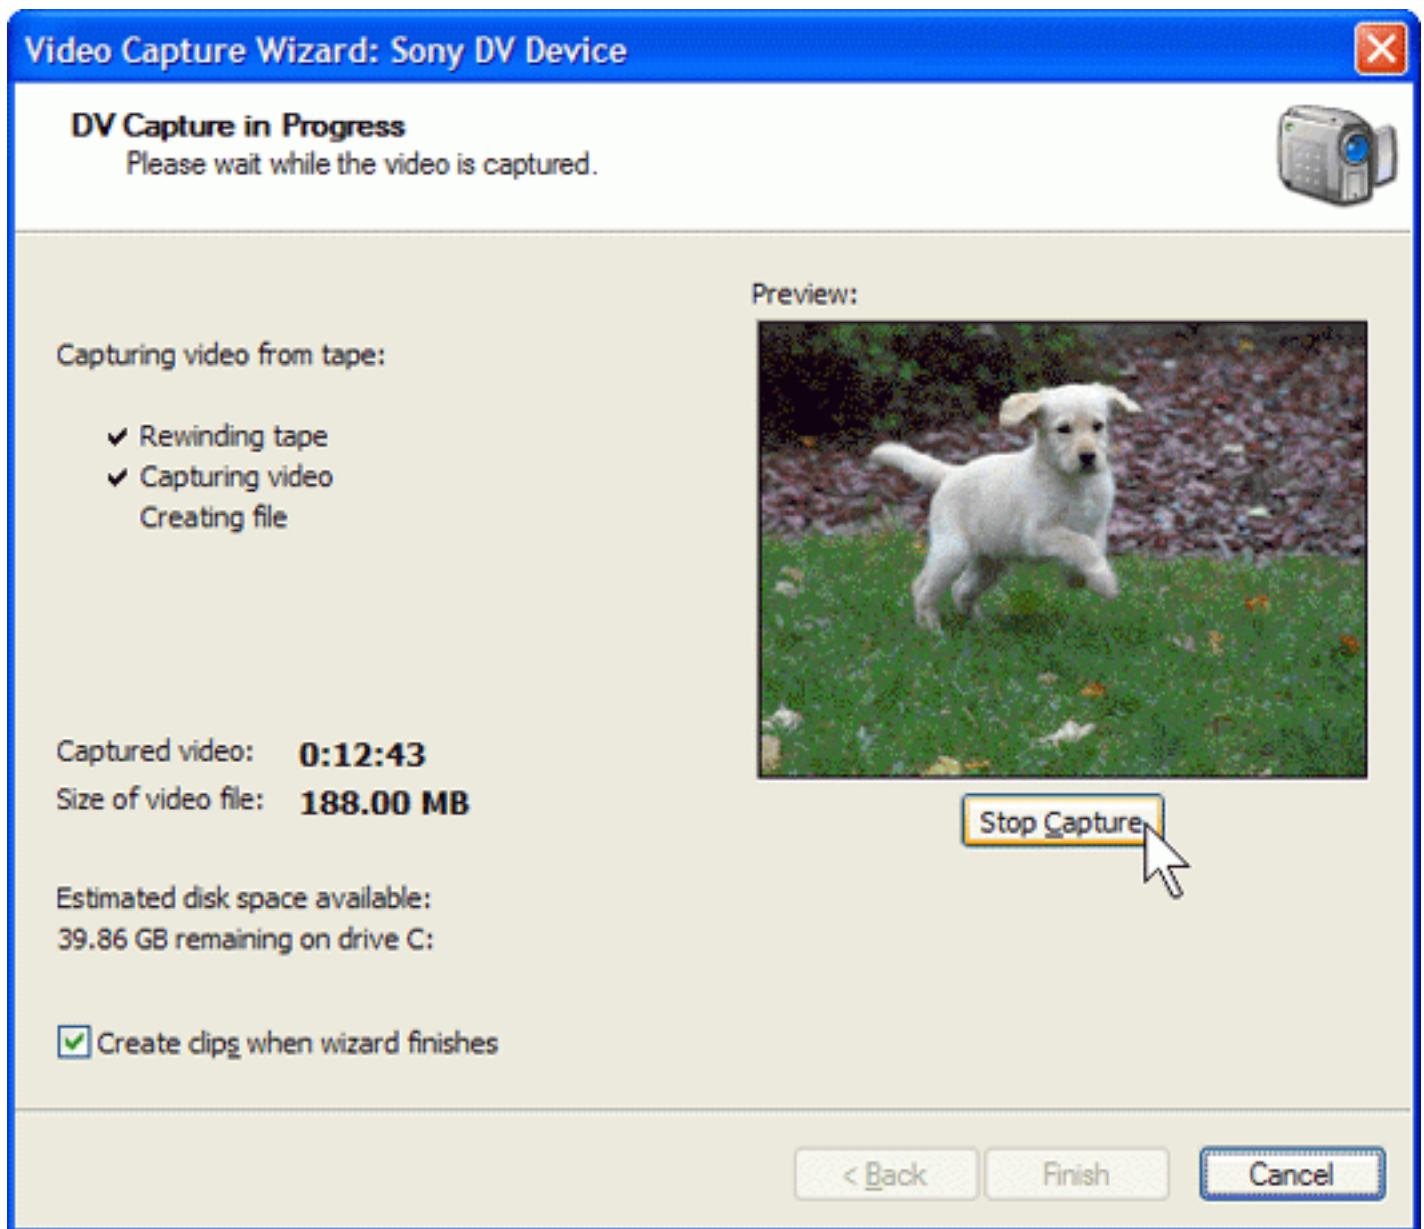 Video Capture Wizard: Sony DV Device
DV Capture in Progress
Please wait while the video is captured.
Preview:
Capturing video from tape:
Rewinding tape
Capturing video
Creating file
Captured video: 0:12:43
Size of video file: 188.00 MB
Stop Capture
Estimated disk space available:
39.86 GB remaining on drive C:
Create clips when wizard finishes
< Back Finish Cancel